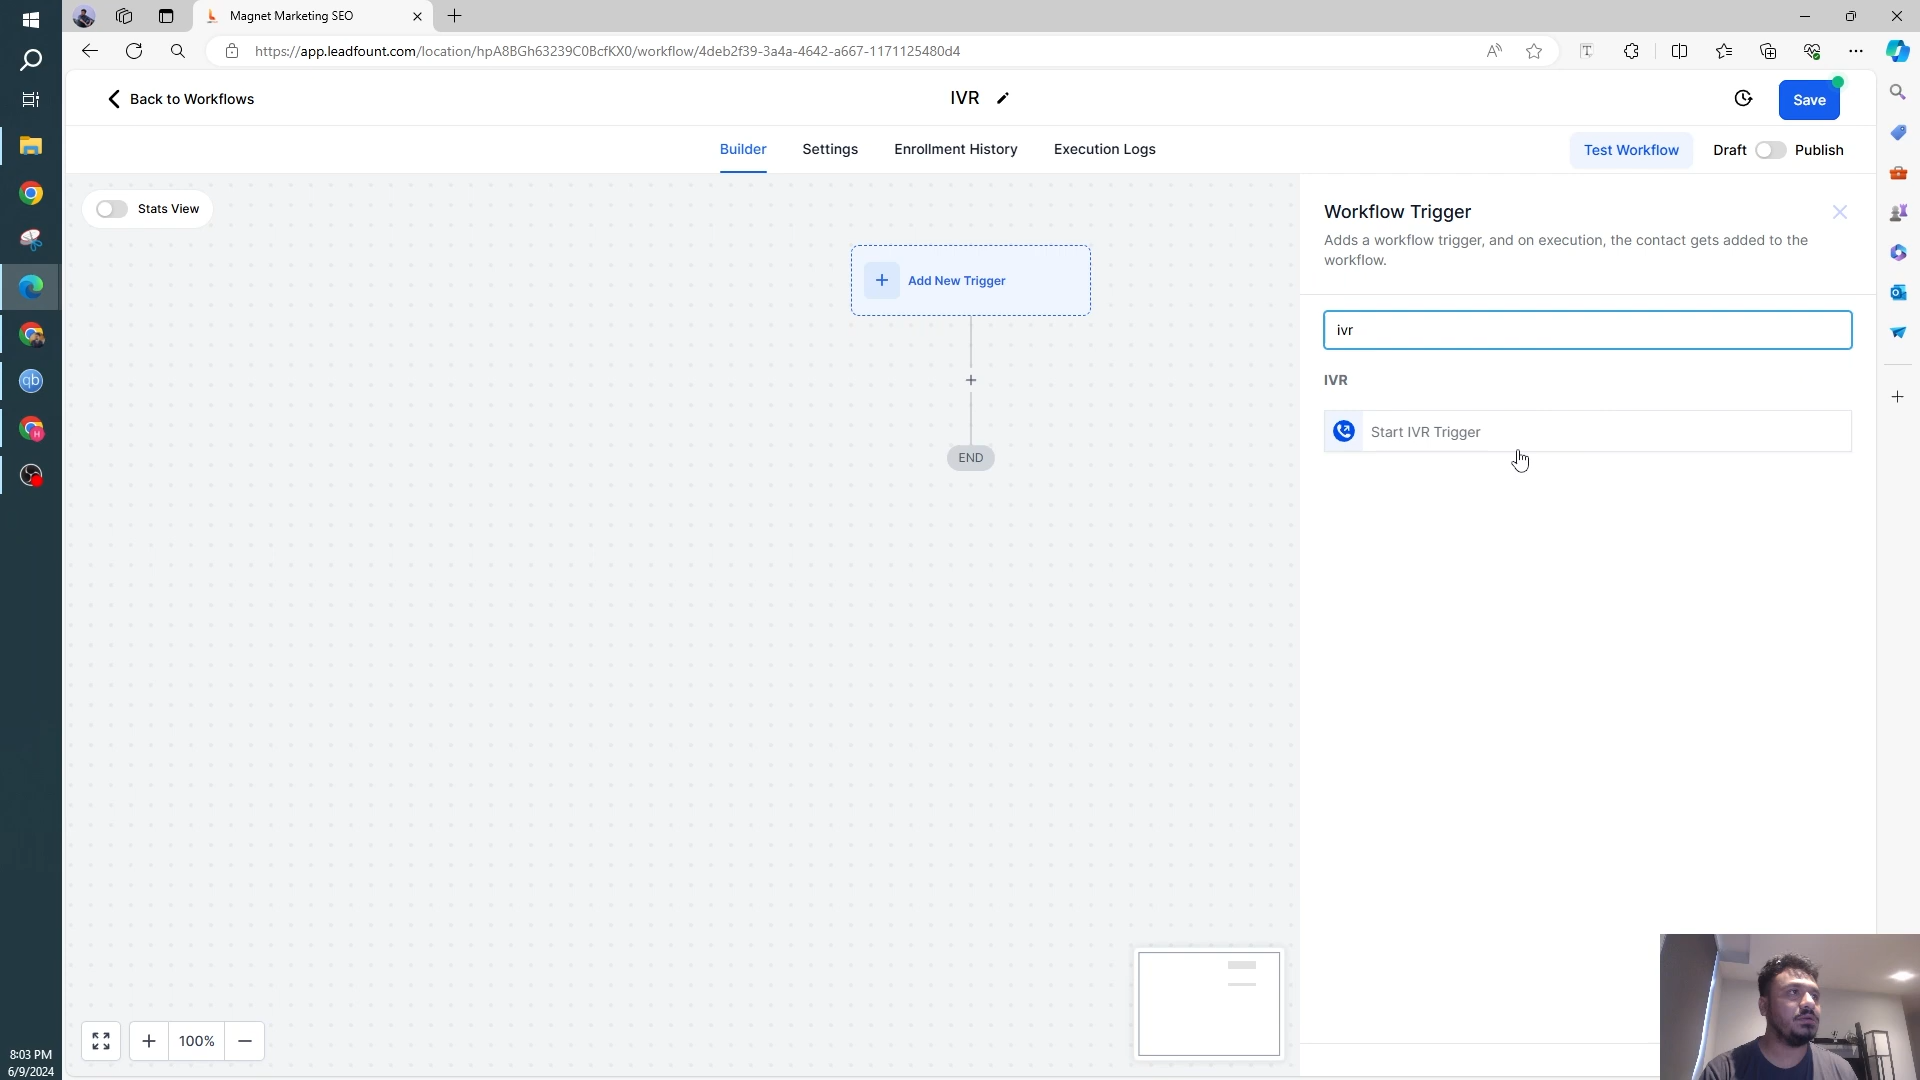 Magnet Marketing SEO
https://app.leadfount.com/location/hpA8BGh63239C0BcfKX0/workflow/4deb2f39-3a4a-4642-a667-1171125480d4
Back to Workflows
IVR
Save
Builder
Settings
Enrollment History
Execution Logs
Test Workflow
Draft
Publish
Stats View
Workflow Trigger
Adds a workflow trigger, and on execution, the contact gets added to the
workflow.
Add New Trigger
ivr
IVR
Start IVR Trigger
END
qb
H
100%
8:03 PM
6/9/2024